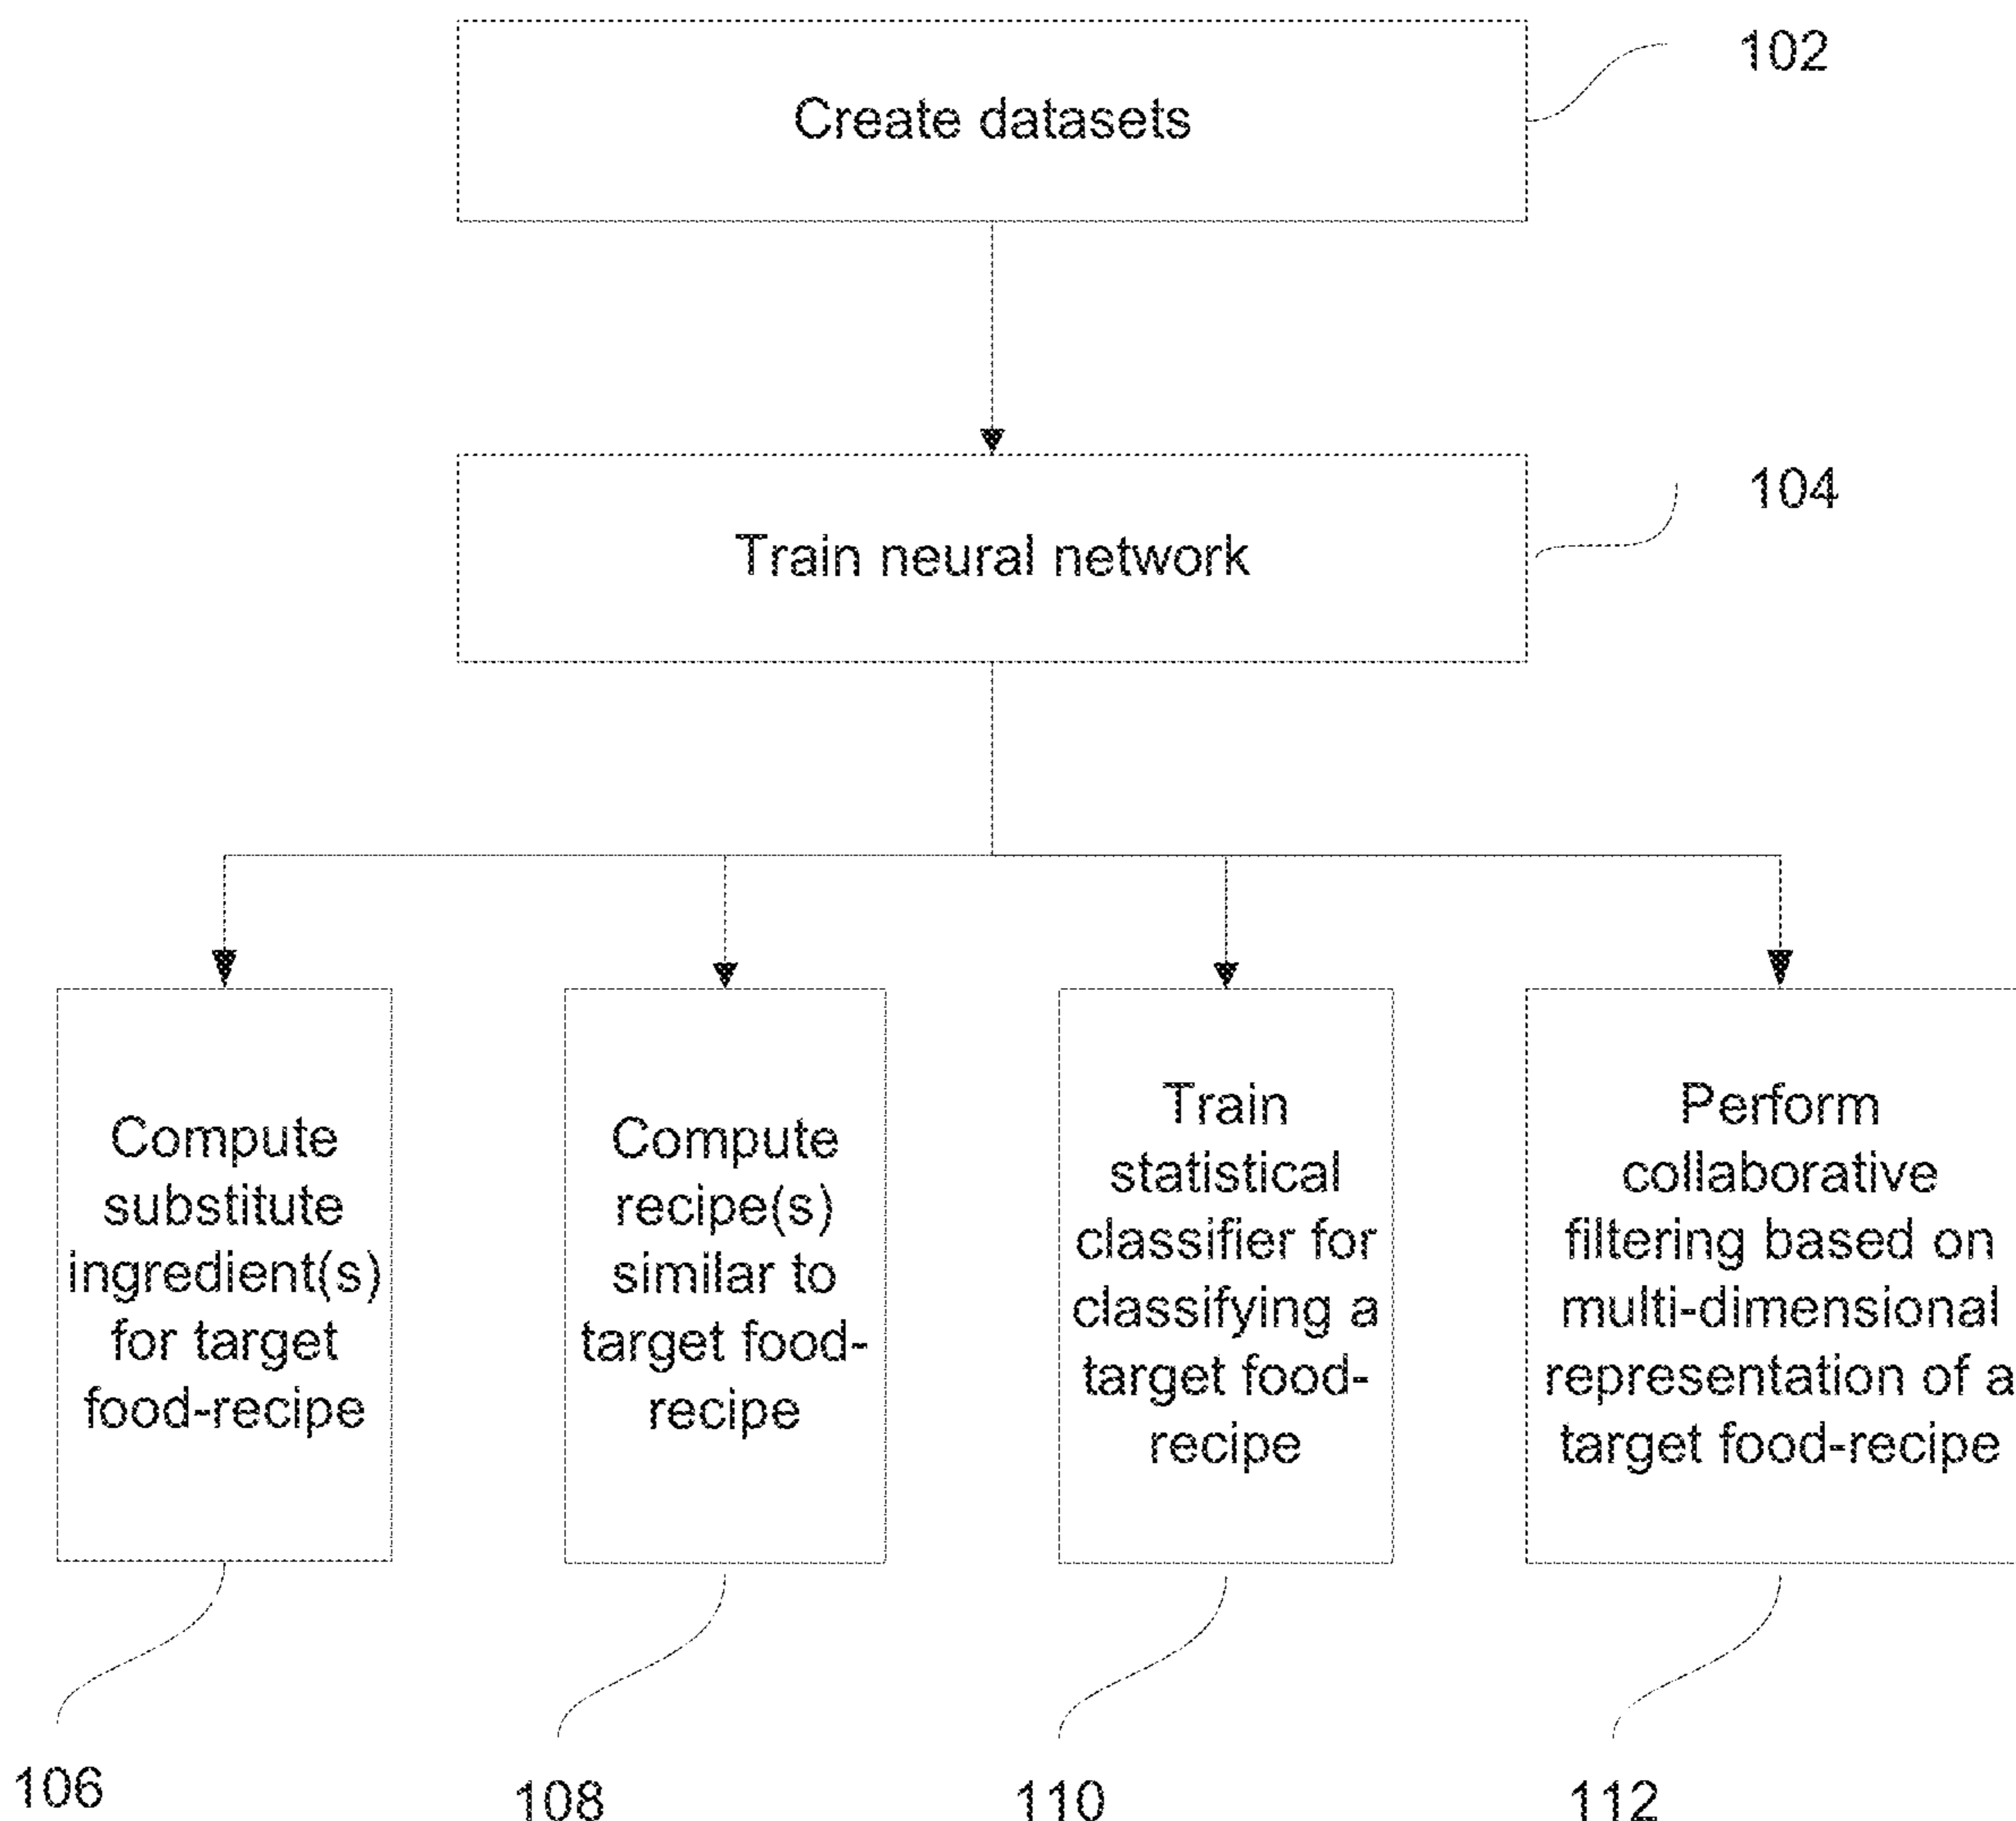 Create datasets
102
Train neural network
104
Compute
substitute
ingredient(s)
for target
food-recipe
Compute
recipe(s)
similar to
target food-
recipe
Train
statistical
classifier for
classifying a
target food-
recipe
Perform
collaborative
filtering based on
multi-dimensional
representation of a
target food-recipe
106
108
110
112